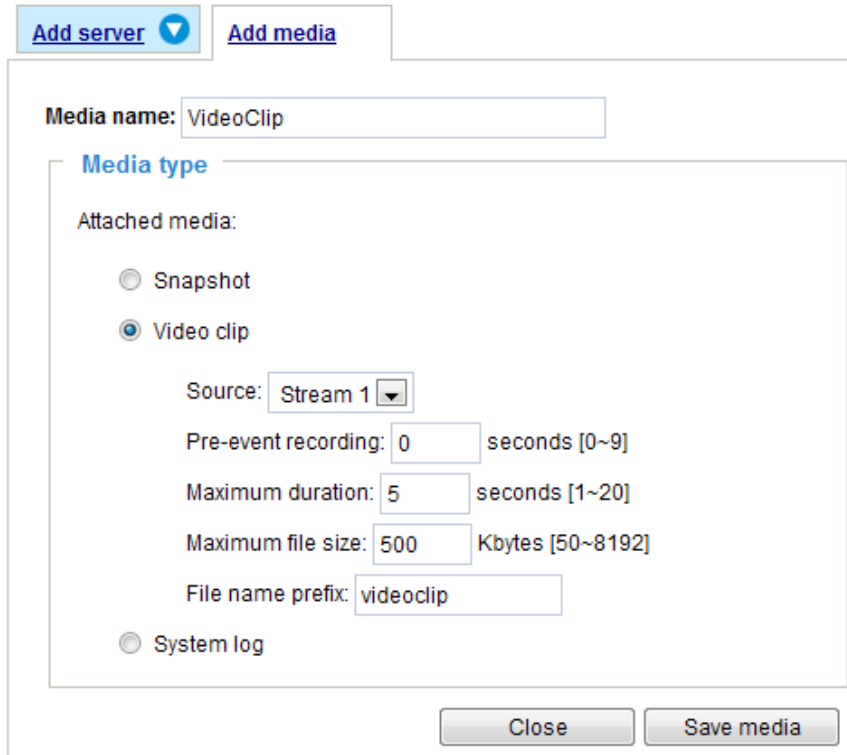 Add server Add media
Media name: VideoClip
Media type
Attached media:
Snapshot
Video clip
Source: Stream 1
Pre-event recording: 0 seconds [0~9]
Maximum duration: 5 seconds [1~20]
Maximum file size: 500 Kbytes [50~8192]
File name prefix: videoclip
System log
Close Save media